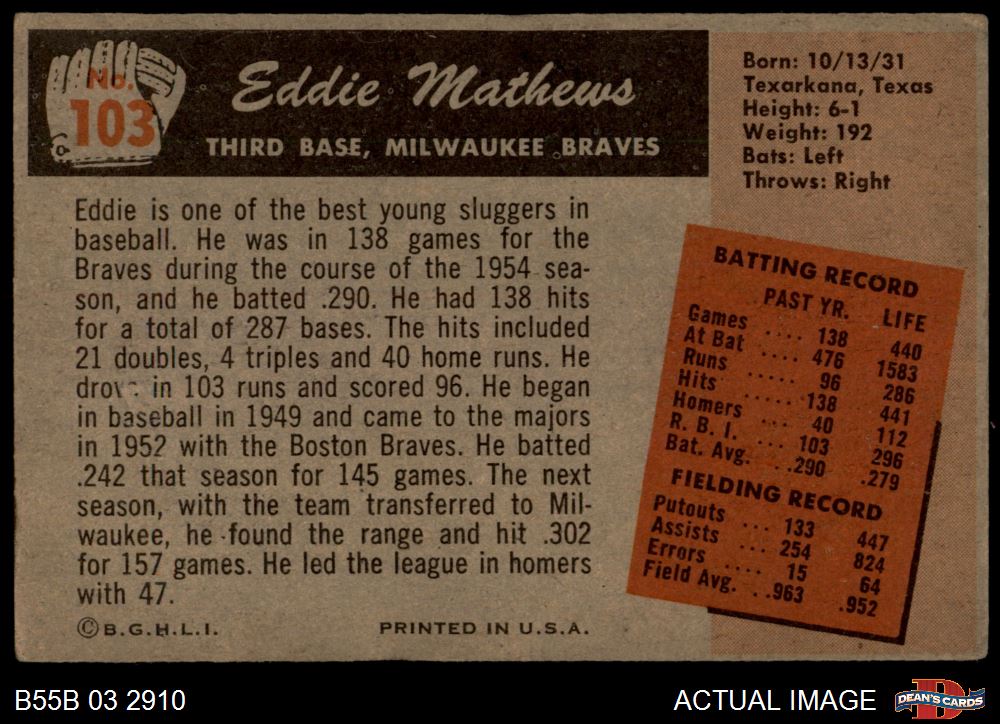 No.
103
Eddie Mathews
THIRD BASE, MILWAUKEE BRAVES
Born: 10/13/31
Texarkana, Texas
Height: 6-1
Weight: 192
Bats: Left
Throws: Right
Eddie is one of the best young sluggers in
baseball. He was in 138 games for the
Braves during the course of the 1954 sea-
son, and he batted .290. He had 138 hits
for a total of 287 bases. The hits included
21 doubles, 4 triples and 40 home runs. He
drove in 103 runs and scored 96. He began
in baseball in 1949 and came to the majors
in 1952 with the Boston Braves. He batted
.242 that season for 145 games. The next
season, with the team transferred to Mil-
waukee, he found the range and hit .302
for 157 games. He led the league in homers
with 47.
©B.G.H.L.I. PRINTED IN U.S.A.
BATTING RECORD
PAST YR. LIFE
Games .... 138 440
At Bat .... 476 1583
Runs ..... 96 286
Hits ..... 138 441
Homers .... 40 112
R. B. I. ... 103 296
Bat. Avg. ...290 .279
FIELDING RECORD
Putouts ... 133 447
Assists ... 254 824
Errors .... 15 64
Field Avg. ..963 .952
B55B 03 2910
ACTUAL IMAGE
D
DEAN'S CARDS